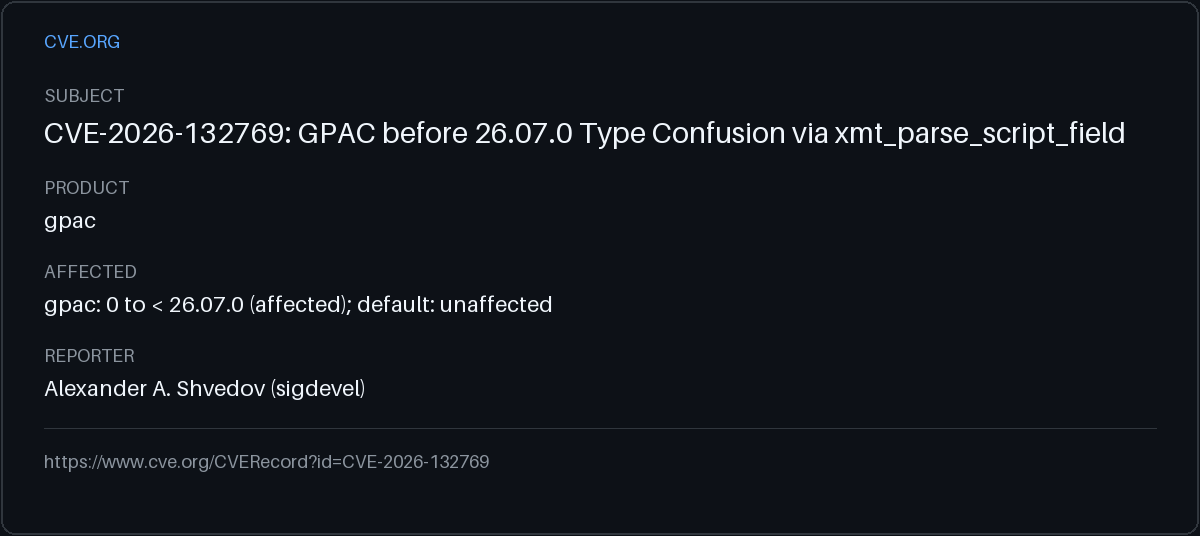 CVE.ORG
SUBJECT
CVE-2026-132769: GPAC before 26.07.0 Type Confusion via xmt_parse_script_field
PRODUCT
gpac
AFFECTED
gpac: 0 to < 26.07.0 (affected); default: unaffected
REPORTER
Alexander A. Shvedov (sigdevel)
https://www.cve.org/CVERecord?id=CVE-2026-132769